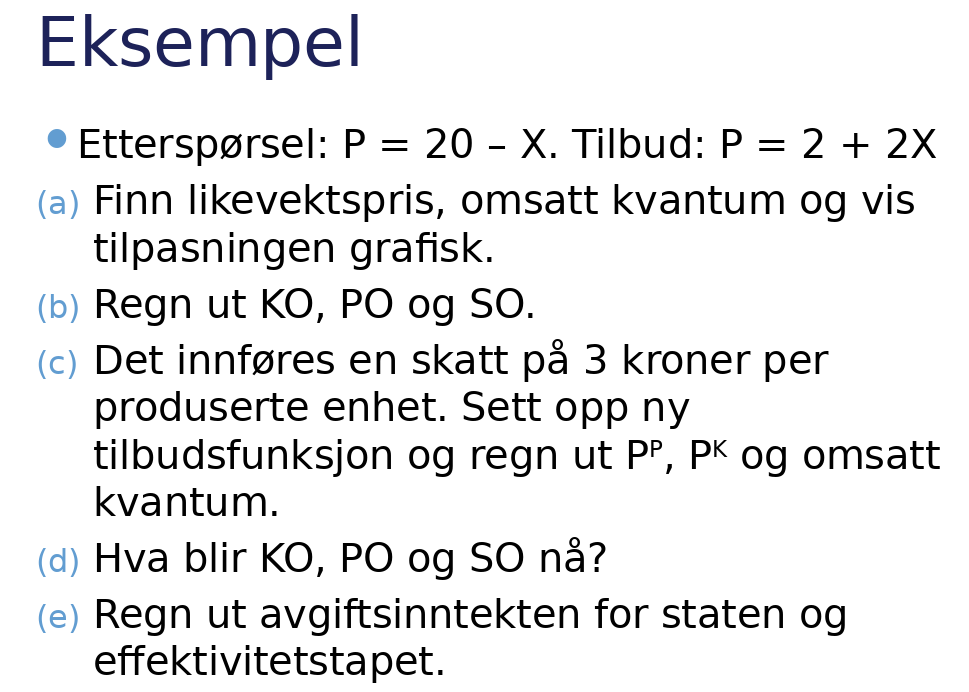 Eksempel
• Etterspørsel: P = 20 – X. Tilbud: P = 2 + 2X
(a) Finn likevektspris, omsatt kvantum og vis
tilpasningen grafisk.
(b) Regn ut KO, PO og SO.
(c) Det innføres en skatt på 3 kroner per
produserte enhet. Sett opp ny
tilbudsfunksjon og regn ut Pᴾ, Pᴷ og omsatt
kvantum.
(d) Hva blir KO, PO og SO nå?
(e) Regn ut avgiftsinntekten for staten og
effektivitetstapet.